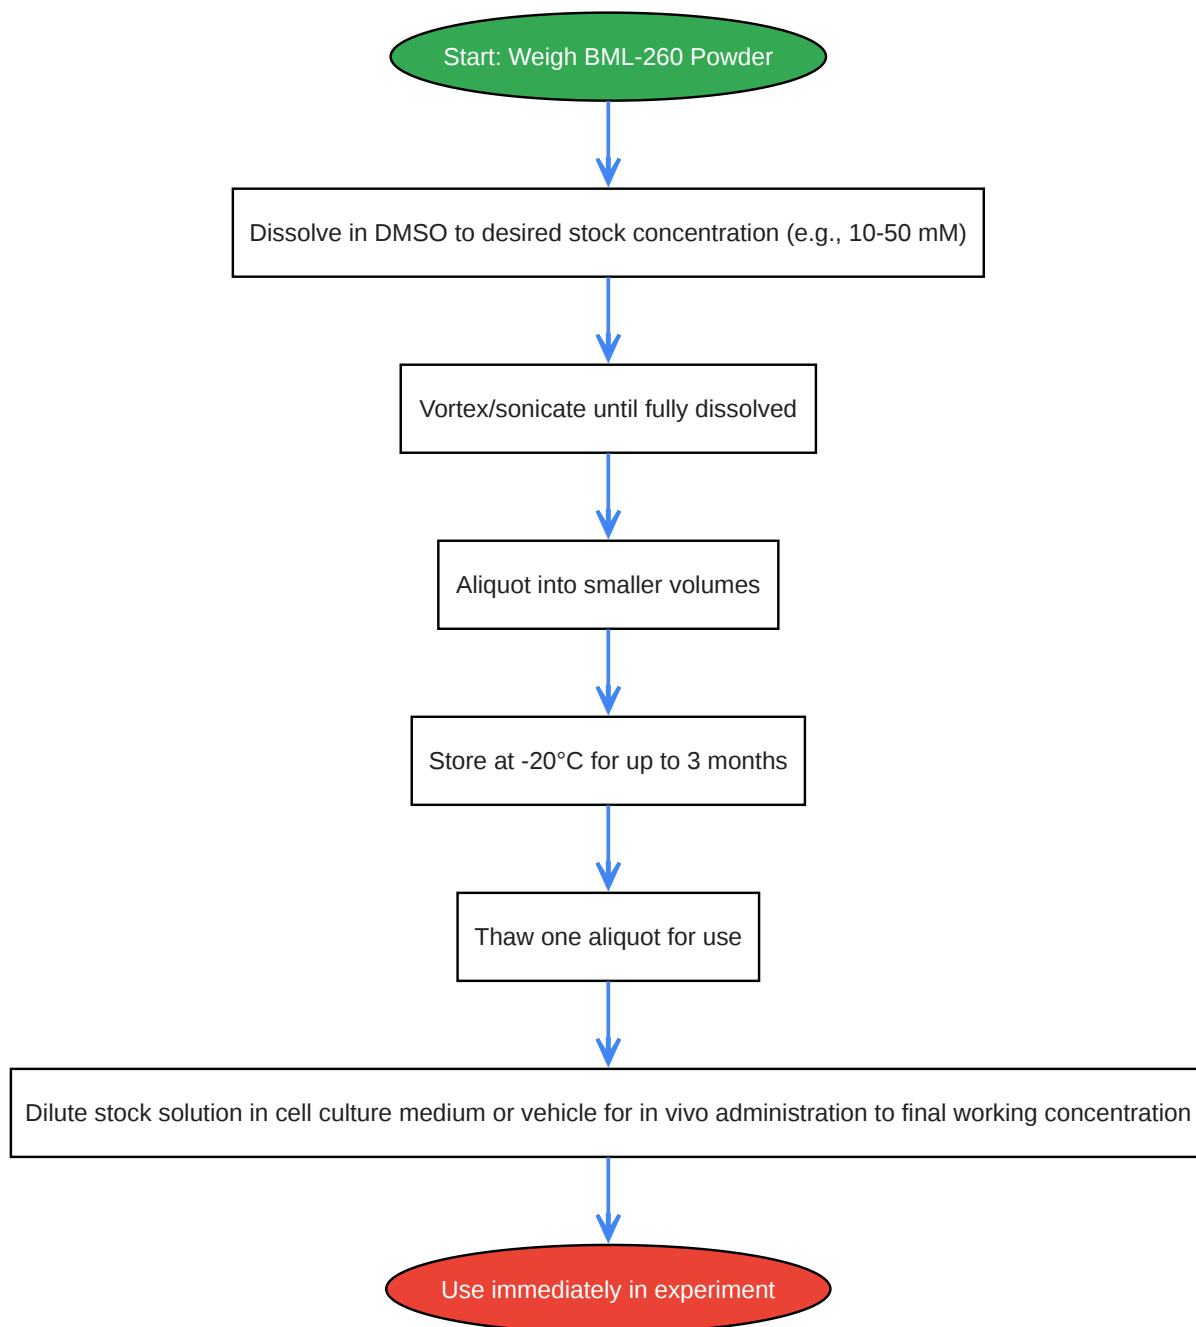 Start: Weigh BML-260 Powder
Dissolve in DMSO to desired stock concentration (e.g., 10-50 mM)
Vortex/sonicate until fully dissolved
Aliquot into smaller volumes
Store at -20°C for up to 3 months
Thaw one aliquot for use
Dilute stock solution in cell culture medium or vehicle for in vivo administration to final working concentration
Use immediately in experiment